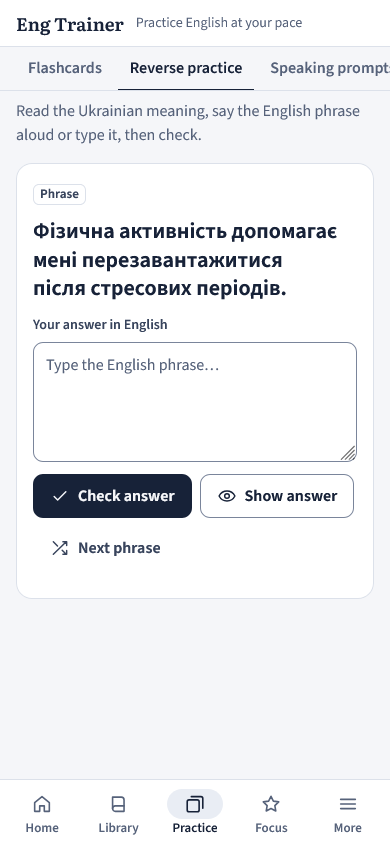 Eng Trainer Practice English at your pace
Flashcards Reverse practice Speaking prompts
Read the Ukrainian meaning, say the English phrase
aloud or type it, then check.
Phrase
Фізична активність допомагає
мені перезавантажитися
після стресових періодів.
Your answer in English
Type the English phrase…
Check answer Show answer
Next phrase
Home Library Practice Focus More